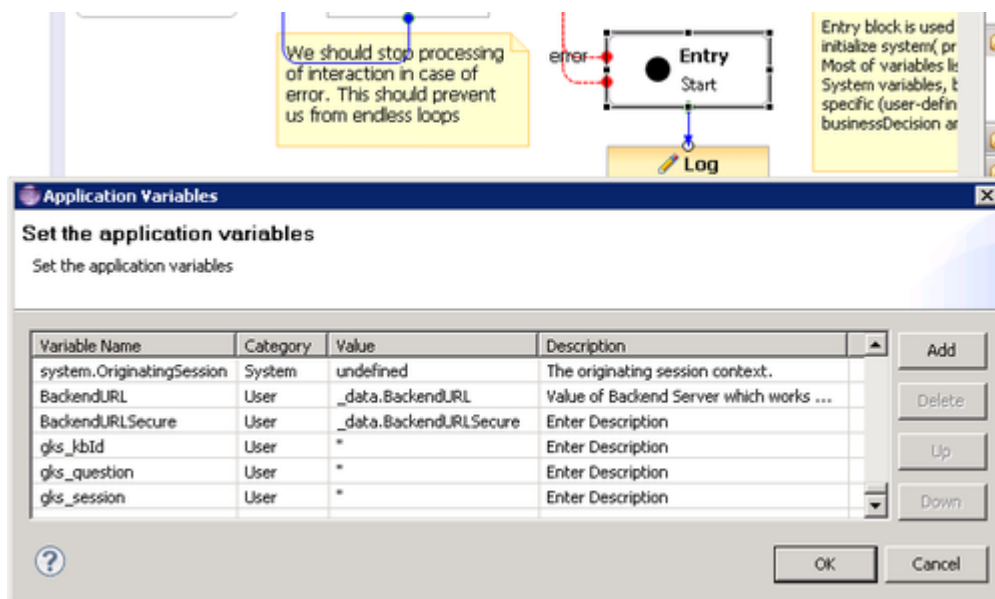 We should stop processing
of interaction in case of
error. This should prevent
us from endless loops
error
Entry
Start
Log
Entry block is used
initialize system( pr
Most of variables lis
System variables, b
specific (user-defin
businessDecision ar
Application Variables
Set the application variables
Set the application variables
Variable Name Category Value Description
system.OriginatingSession System undefined The originating session context.
BackendURL User _data.BackendURL Value of Backend Server which works ...
BackendURLSecure User _data.BackendURLSecure Enter Description
gks_kbId User '' Enter Description
gks_question User '' Enter Description
gks_session User '' Enter Description
Add
Delete
Up
Down
?
OK
Cancel